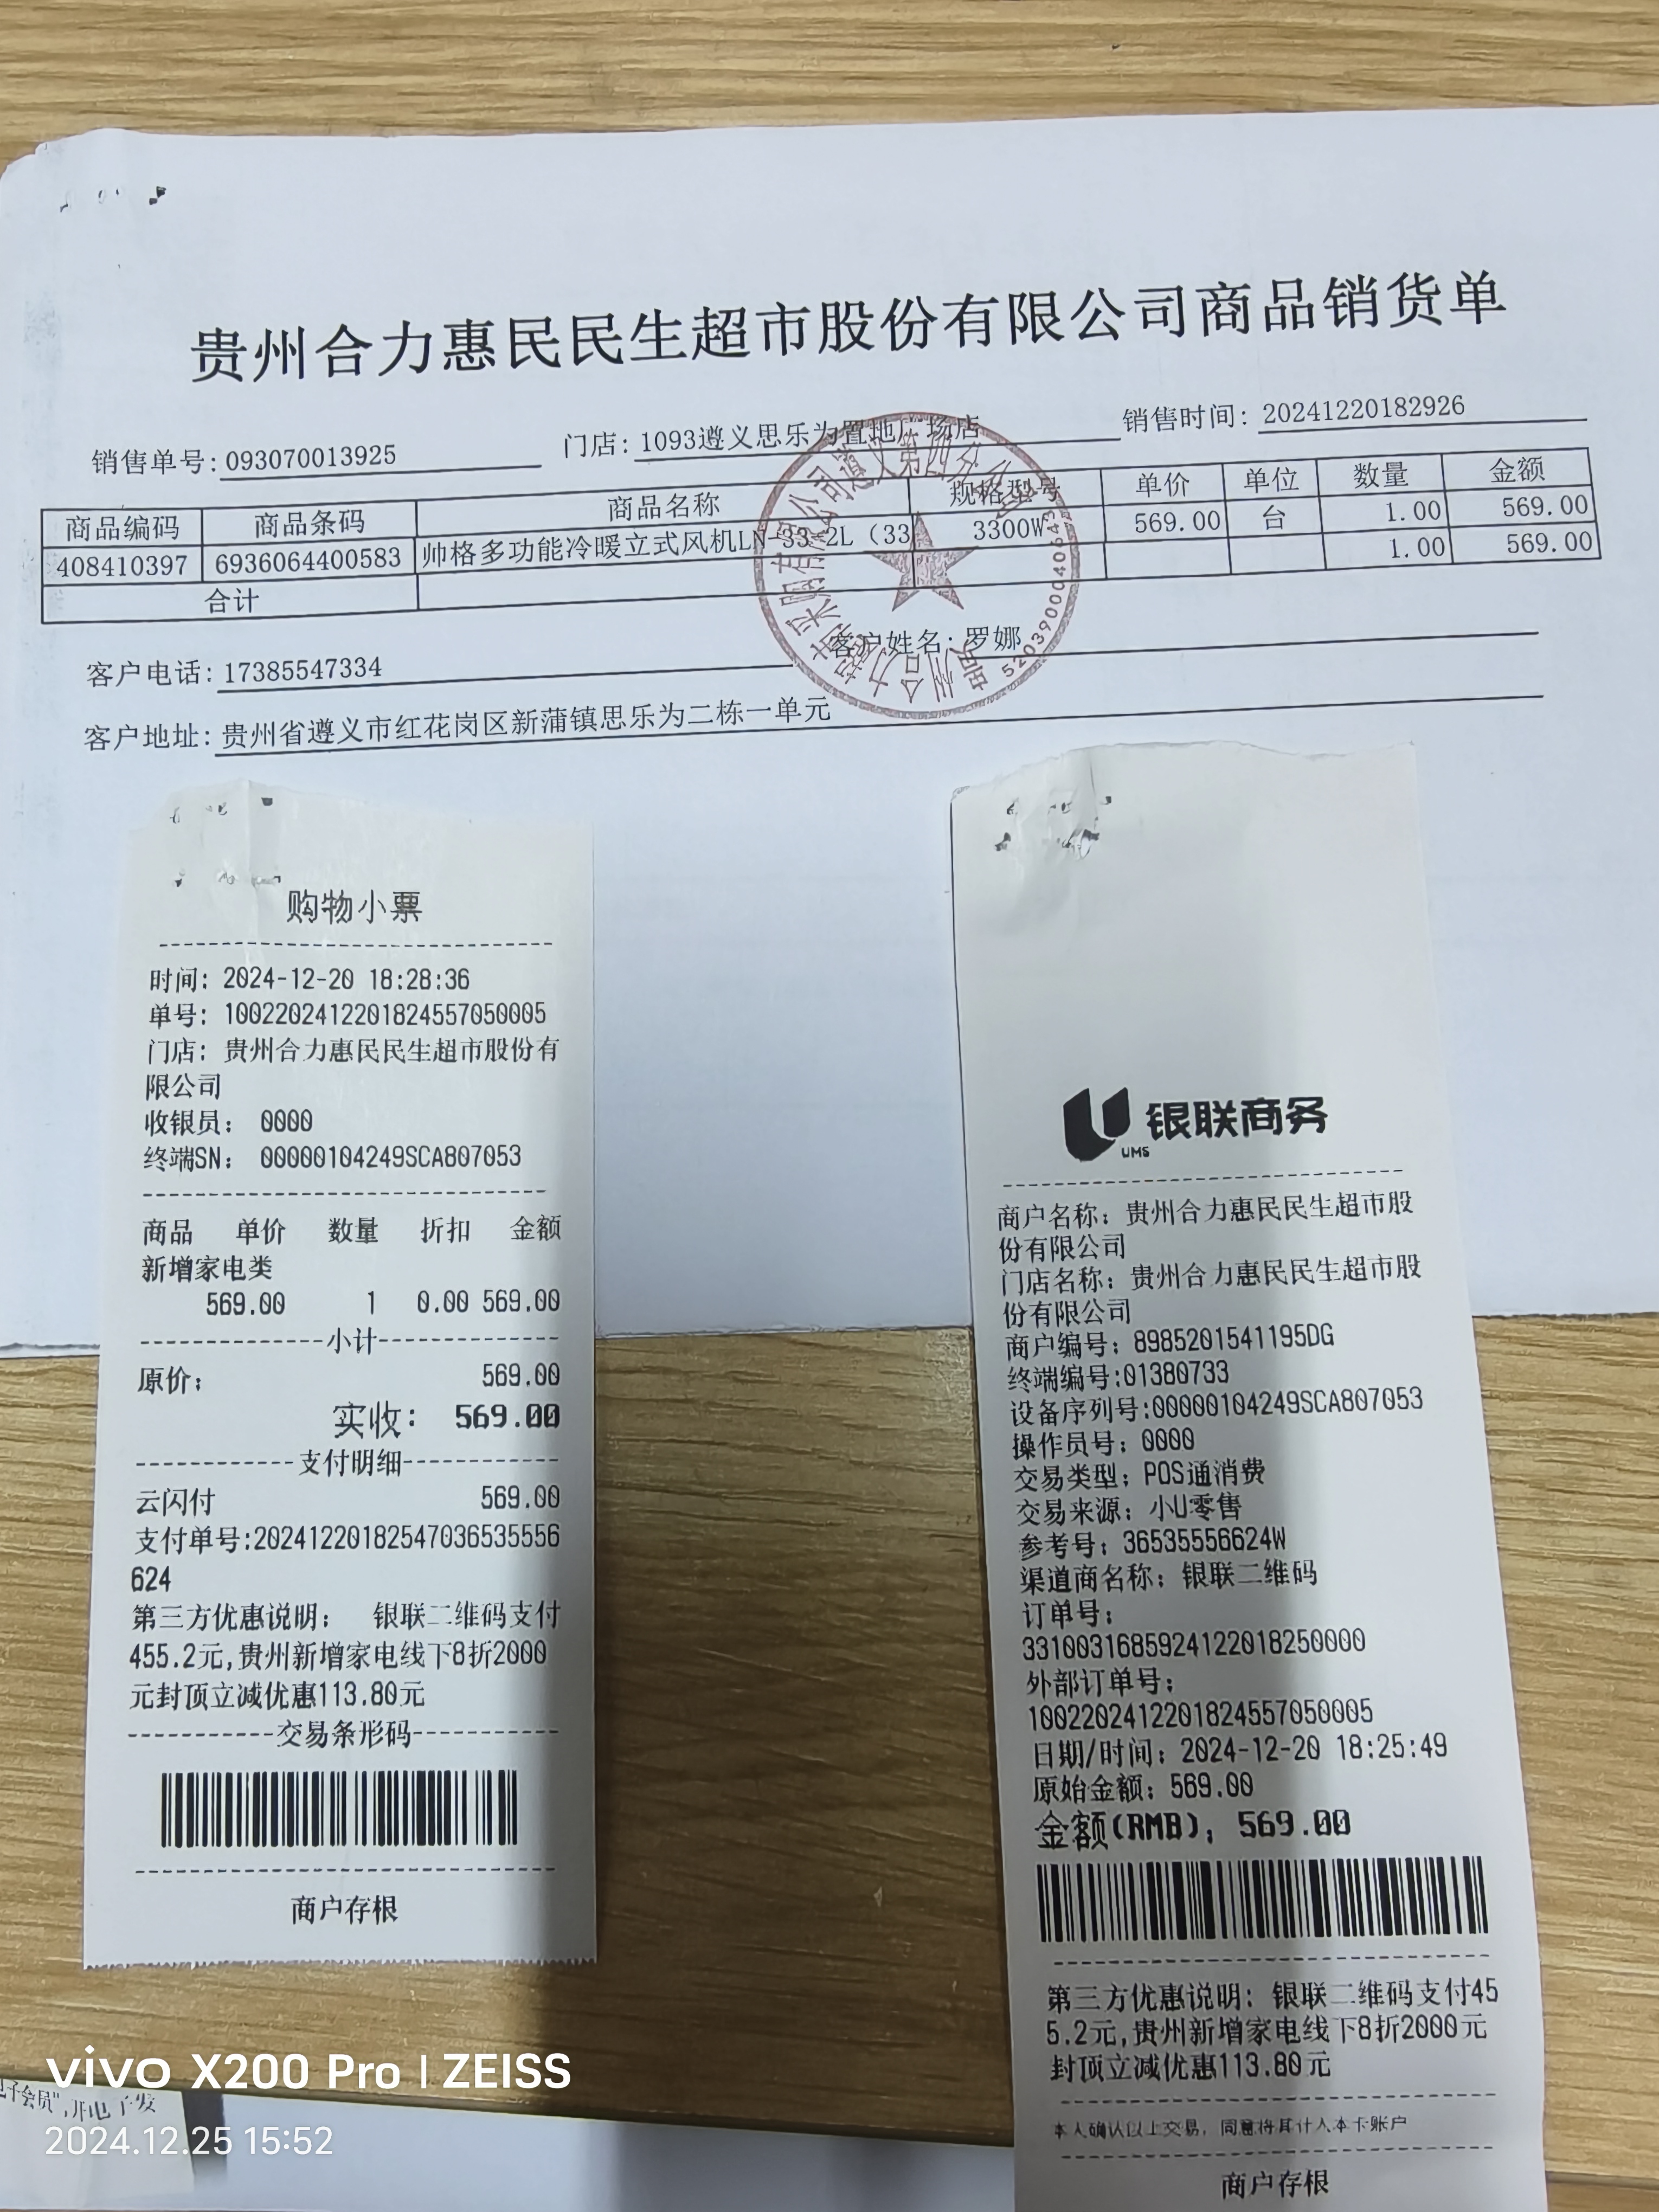 贵州合力惠民民生超市股份有限公司商品销货单
销售单号:093070013925 门店:1093遵义思乐为置地广场店 销售时间:20241220182926
商品编码 商品条码 商品名称 规格型号 单价 单位 数量 金额
408410397 6936064400583 帅格多功能冷暖立式风机LN-33-2L（33 3300W 569.00 台 1.00 569.00
合计 1.00 569.00
客户电话:17385547334 客户姓名:罗娜
客户地址:贵州省遵义市红花岗区新蒲镇思乐为二栋一单元
购物小票
时间: 2024-12-20 18:28:36
单号: 10022024122018245570500​05
门店: 贵州合力惠民民生超市股份有
限公司
收银员: 0000
终端SN: 00000104249SCA807053
商品 单价 数量 折扣 金额
新增家电类
569.00 1 0.00 569.00
小计
原价: 569.00
实收: 569.00
支付明细
云闪付 569.00
支付单号:202412201825470365355​56
624
第三方优惠说明: 银联二维码支付
455.2元,贵州新增家电线下8折2000
元封顶立减优惠113.80元
交易条形码
商户存根
银联商务
UMS
商户名称: 贵州合力惠民民生超市股
份有限公司
门店名称: 贵州合力惠民民生超市股
份有限公司
商户编号: 8985201541195DG
终端编号:01380733
设备序列号:00000104249SCA807053
操作员号: 0000
交易类型: POS通消费
交易来源: 小U零售
参考号: 36535556624W
渠道商名称: 银联二维码
订单号:
33100316859241220182​50000
外部订单号:
10022024122018245570500​05
日期/时间: 2024-12-20 18:25:49
原始金额: 569.00
金额(RMB): 569.00
第三方优惠说明: 银联二维码支付45
5.2元,贵州新增家电线下8折2000元
封顶立减优惠113.80元
本人确认以上交易, 同意将其计入本卡账户
商户存根
vivo X200 Pro | ZEISS
2024.12.25 15:52